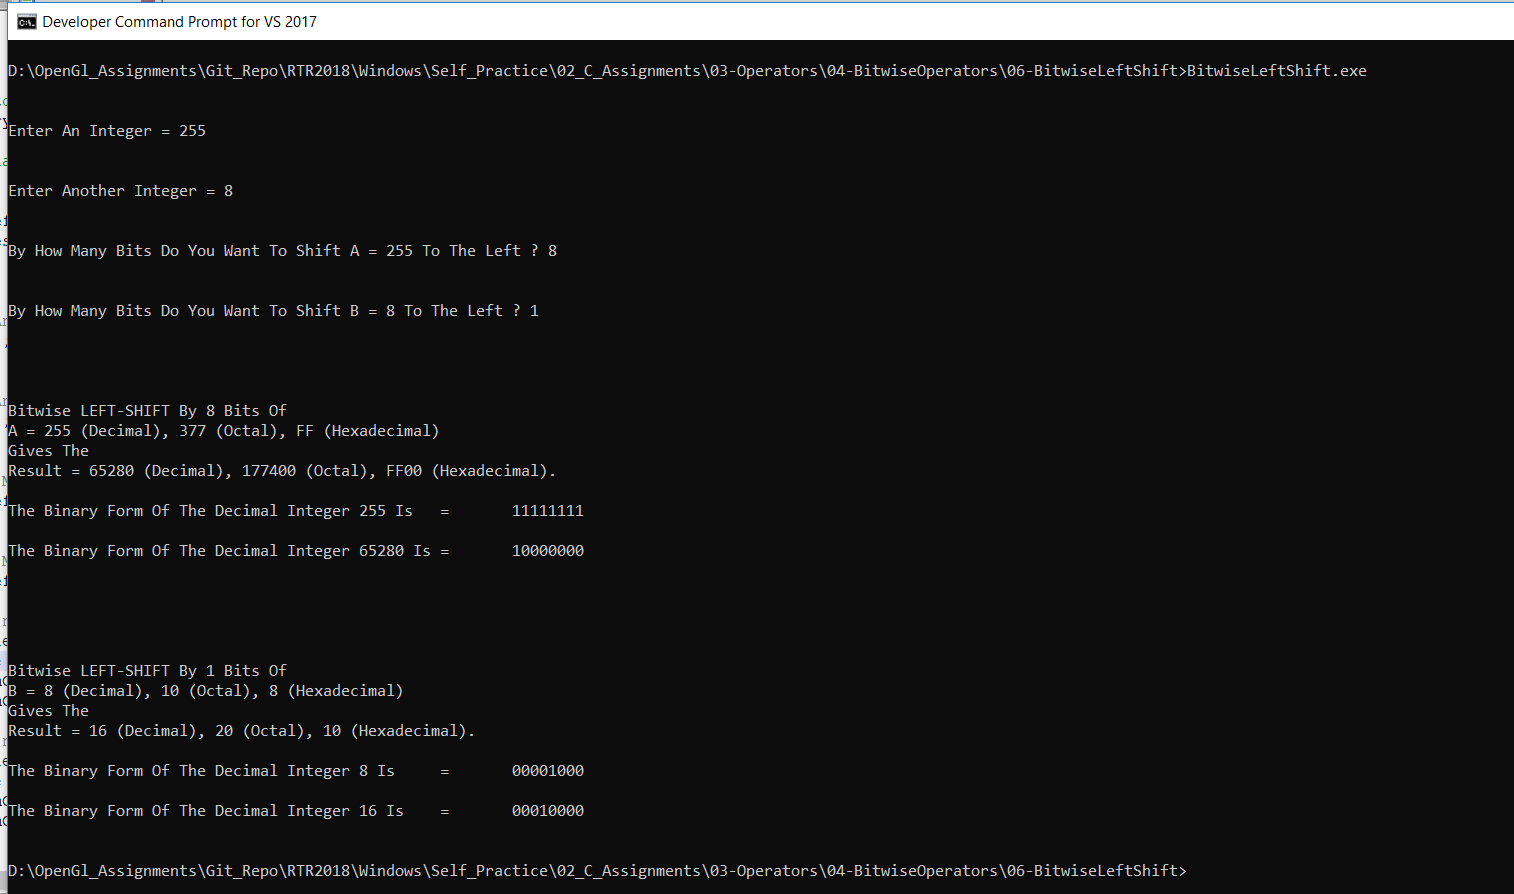 Developer Command Prompt for VS 2017
D:\OpenGl_Assignments\Git_Repo\RTR2018\Windows\Self_Practice\02_C_Assignments\03-Operators\04-BitwiseOperators\06-BitwiseLeftShift>BitwiseLeftShift.exe
Enter An Integer = 255
Enter Another Integer = 8
By How Many Bits Do You Want To Shift A = 255 To The Left ? 8
By How Many Bits Do You Want To Shift B = 8 To The Left ? 1
Bitwise LEFT-SHIFT By 8 Bits Of
A = 255 (Decimal), 377 (Octal), FF (Hexadecimal)
Gives The
Result = 65280 (Decimal), 177400 (Octal), FF00 (Hexadecimal).
The Binary Form Of The Decimal Integer 255 Is   =       11111111
The Binary Form Of The Decimal Integer 65280 Is =       10000000
Bitwise LEFT-SHIFT By 1 Bits Of
B = 8 (Decimal), 10 (Octal), 8 (Hexadecimal)
Gives The
Result = 16 (Decimal), 20 (Octal), 10 (Hexadecimal).
The Binary Form Of The Decimal Integer 8 Is     =       00001000
The Binary Form Of The Decimal Integer 16 Is    =       00010000
D:\OpenGl_Assignments\Git_Repo\RTR2018\Windows\Self_Practice\02_C_Assignments\03-Operators\04-BitwiseOperators\06-BitwiseLeftShift>